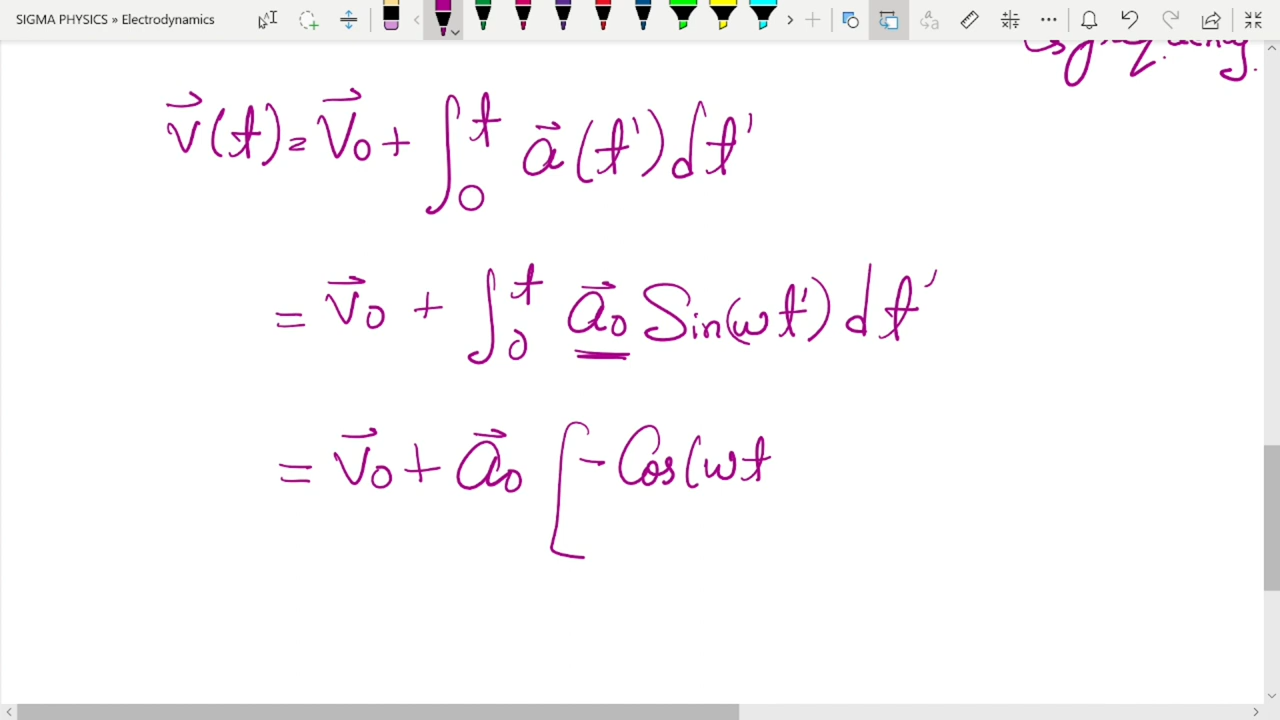 SIGMA PHYSICS » Electrodynamics
v⃗(t) = V⃗₀ + ∫₀ᵗ a⃗(t')dt'
= v⃗₀ + ∫₀ᵗ a⃗₀ Sin(ωt')dt'
= v⃗₀ + a⃗₀ [-Cos(ωt